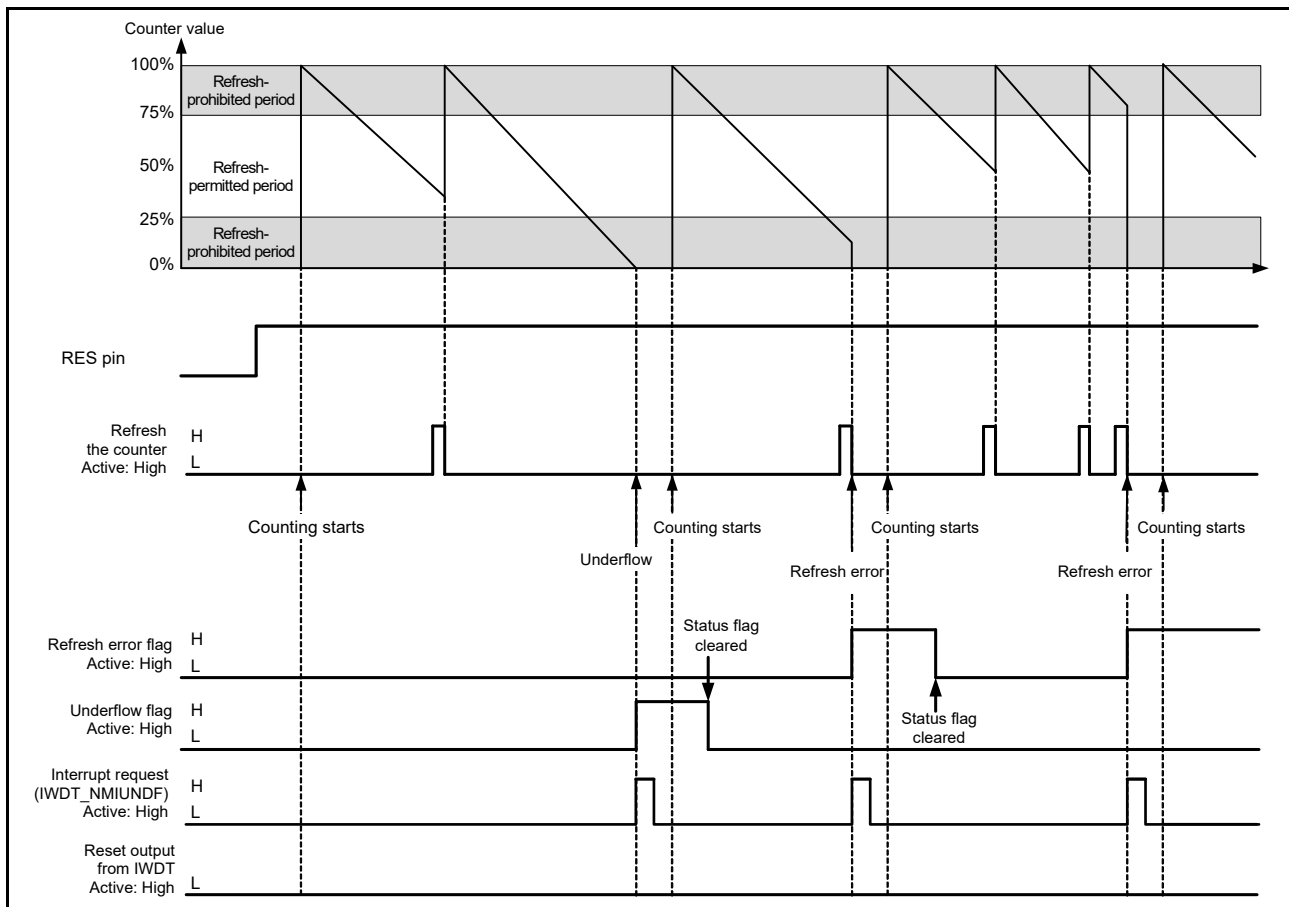 Counter value
100%
Refresh-
prohibited period
75%
50%
Refresh-
permitted period
25%
Refresh-
prohibited period
0%
RES pin
Refresh
the counter
Active: High
H
L
Counting starts
Counting starts
Counting starts
Counting starts
Underflow
Refresh error
Refresh error
Refresh error flag
Active: High
H
L
Status flag
cleared
Status flag
cleared
Underflow flag
Active: High
H
L
Interrupt request
(IWDT_NMIUNDF)
Active: High
H
L
Reset output
from IWDT
Active: High
L